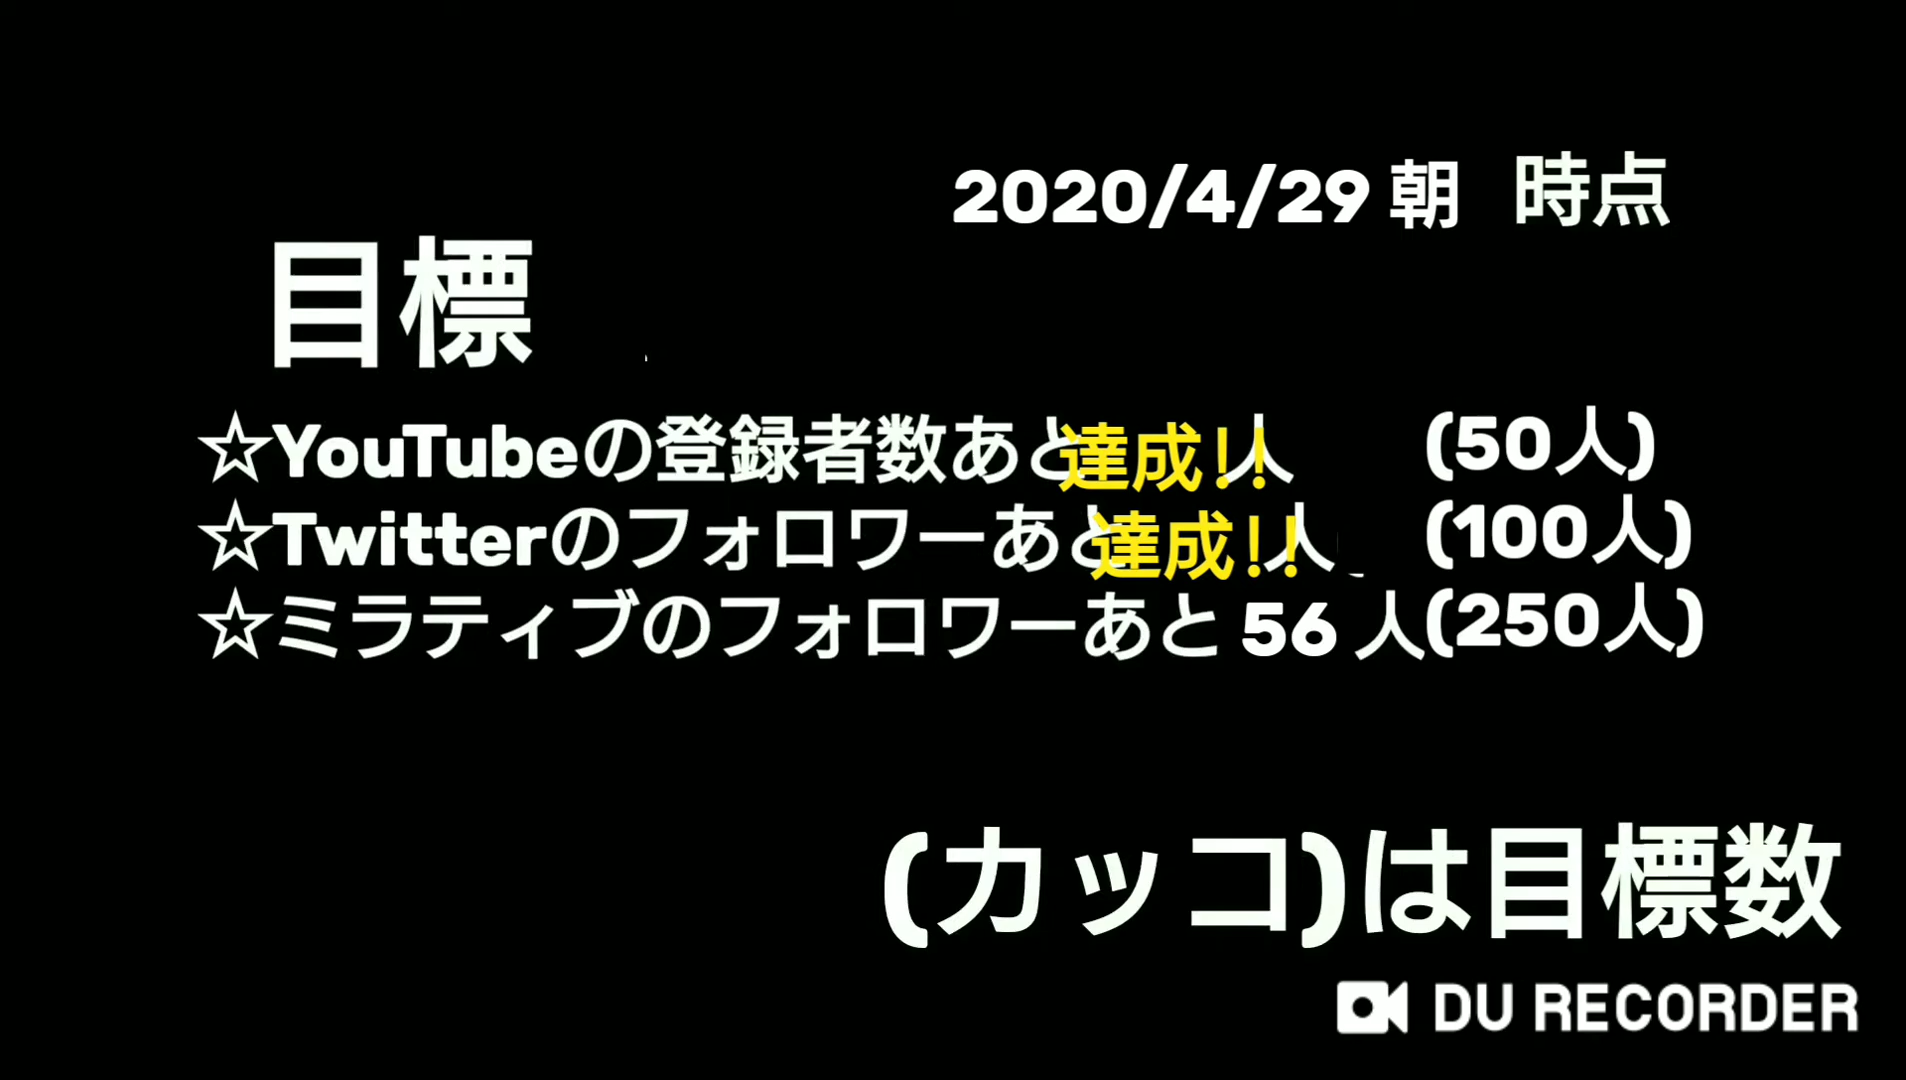 2020/4/29 朝 時点
目標
☆YouTubeの登録者数あと達成!!人 (50人)
☆Twitterのフォロワーあと達成!!人 (100人)
☆ミラティブのフォロワーあと 56 人(250人)
(カッコ)は目標数
DU RECORDER